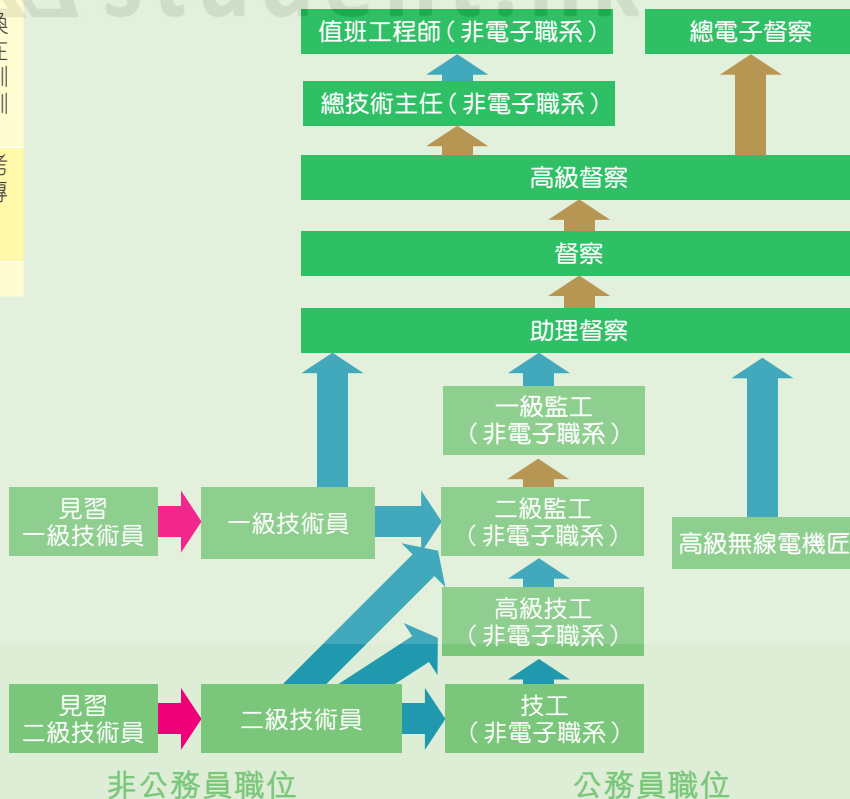 student.hk
值班工程師（非電子職系）
總電子督察
總技術主任（非電子職系）
高級督察
督察
助理督察
一級監工
（非電子職系）
見習
一級技術員
一級技術員
二級監工
（非電子職系）
高級無線電機匠
高級技工
（非電子職系）
見習
二級技術員
二級技術員
技工
（非電子職系）
非公務員職位
公務員職位